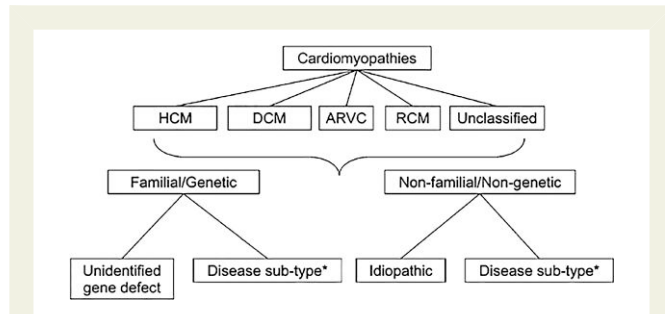 Cardiomyopathies
HCM
DCM
ARVC
RCM
Unclassified
Familial/Genetic
Non-familial/Non-genetic
Unidentified
gene defect
Disease sub-type*
Idiopathic
Disease sub-type*